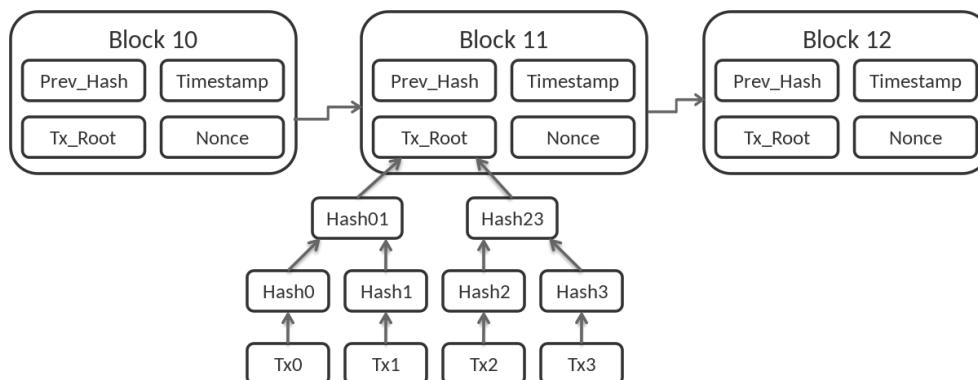 Block 10
Block 11
Block 12
Prev_Hash Timestamp
Prev_Hash Timestamp
Prev_Hash Timestamp
Tx_Root Nonce
Tx_Root Nonce
Tx_Root Nonce
Hash01 Hash23
Hash0 Hash1 Hash2 Hash3
Tx0 Tx1 Tx2 Tx3